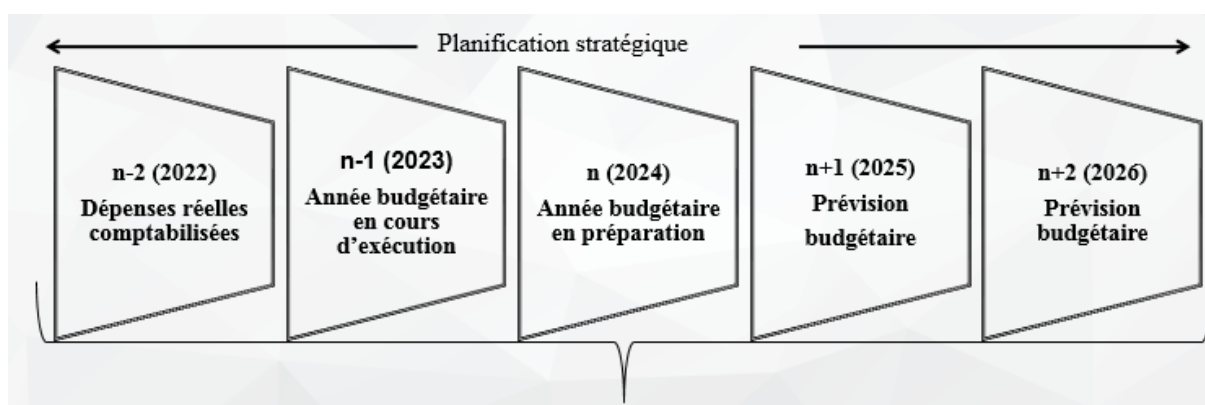 Planification stratégique
n-2 (2022)
Dépenses réelles
comptabilisées
n-1 (2023)
Année budgétaire
en cours
d’exécution
n (2024)
Année budgétaire
en préparation
n+1 (2025)
Prévision
budgétaire
n+2 (2026)
Prévision
budgétaire